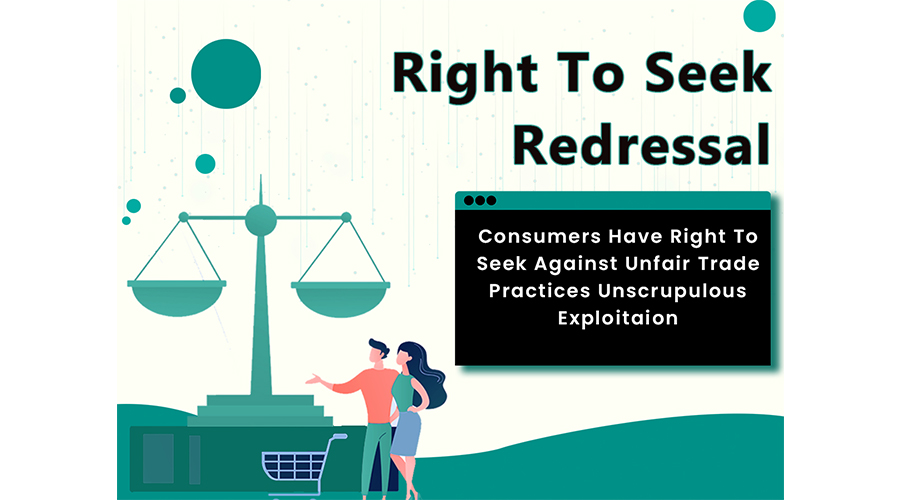 Right To Seek
Redressal
Consumers Have Right To
Seek Against Unfair Trade
Practices Unscrupulous
Exploitaion